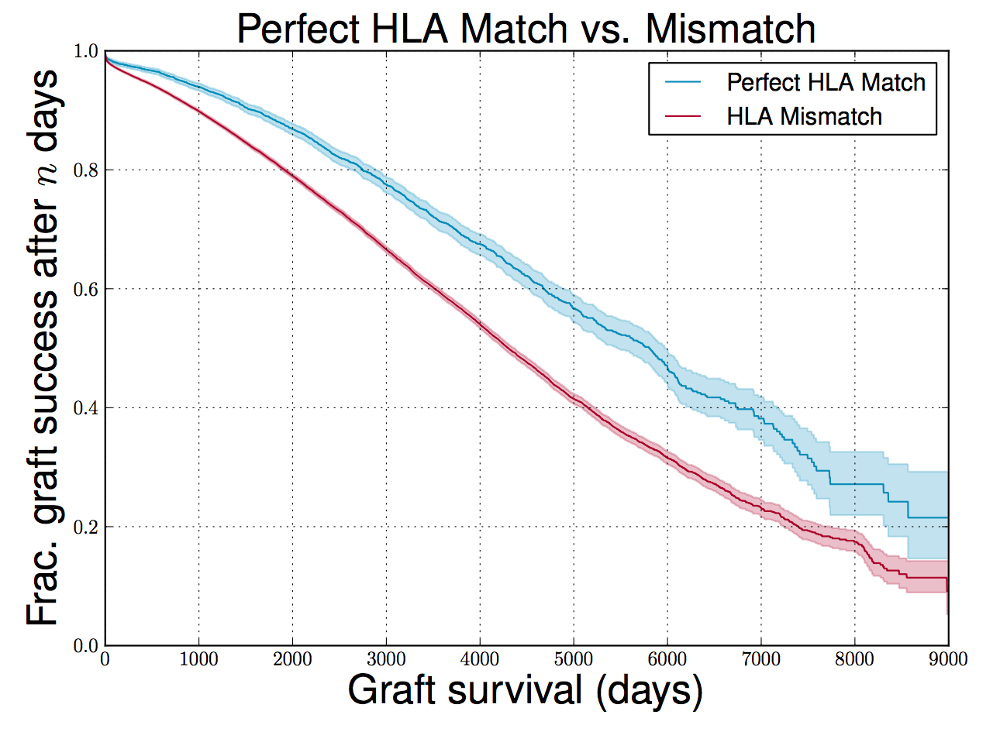 Perfect HLA Match vs. Mismatch
Frac. graft success after n days
1.0
0.8
0.6
0.4
0.2
0.0
Perfect HLA Match
HLA Mismatch
0 1000 2000 3000 4000 5000 6000 7000 8000 9000
Graft survival (days)